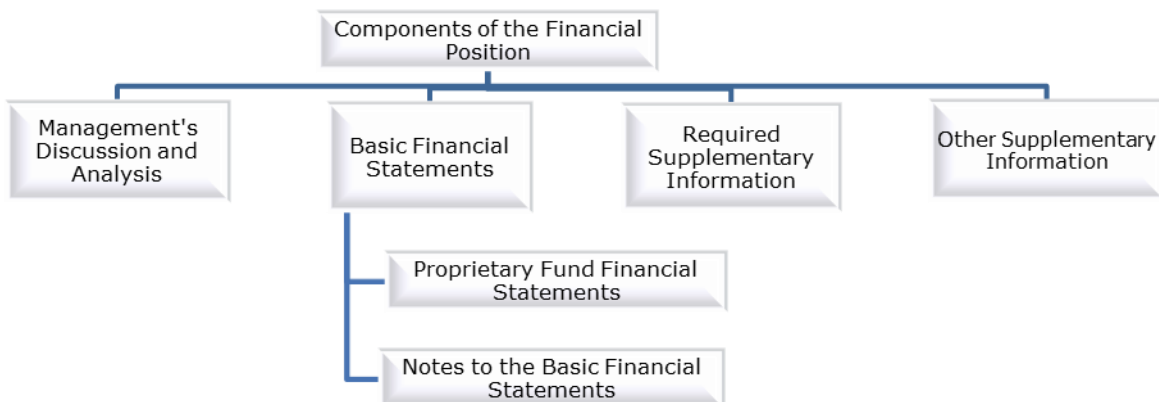 Components of the Financial
Position
Management's
Discussion and
Analysis
Basic Financial
Statements
Required
Supplementary
Information
Other Supplementary
Information
Proprietary Fund Financial
Statements
Notes to the Basic Financial
Statements